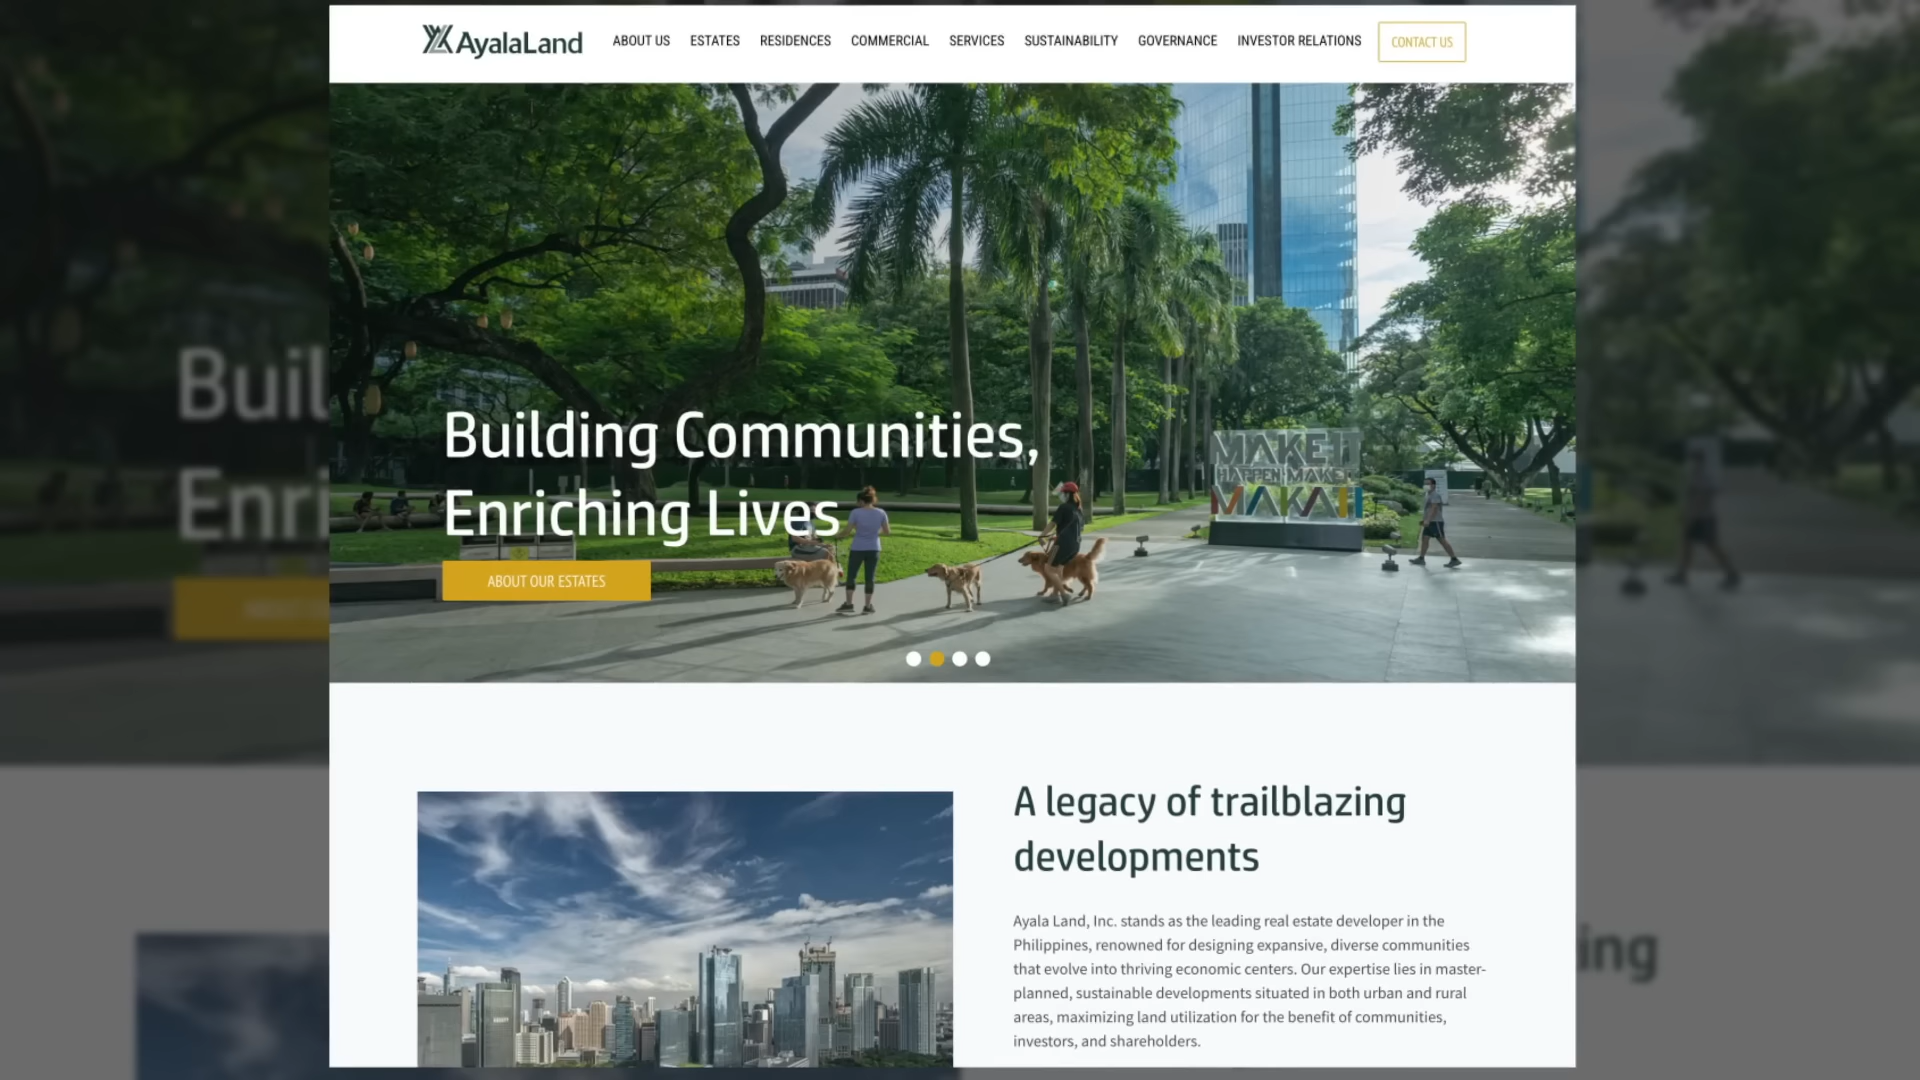 AyalaLand
ABOUT US ESTATES RESIDENCES COMMERCIAL SERVICES SUSTAINABILITY GOVERNANCE INVESTOR RELATIONS CONTACT US
Building Communities,
Enriching Lives
ABOUT OUR ESTATES
MAKE IT
HAPPEN MAKE IT
MAKATI
A legacy of trailblazing
developments
Ayala Land, Inc. stands as the leading real estate developer in the
Philippines, renowned for designing expansive, diverse communities
that evolve into thriving economic centers. Our expertise lies in master-
planned, sustainable developments situated in both urban and rural
areas, maximizing land utilization for the benefit of communities,
investors, and shareholders.
Buil
Enri
ing